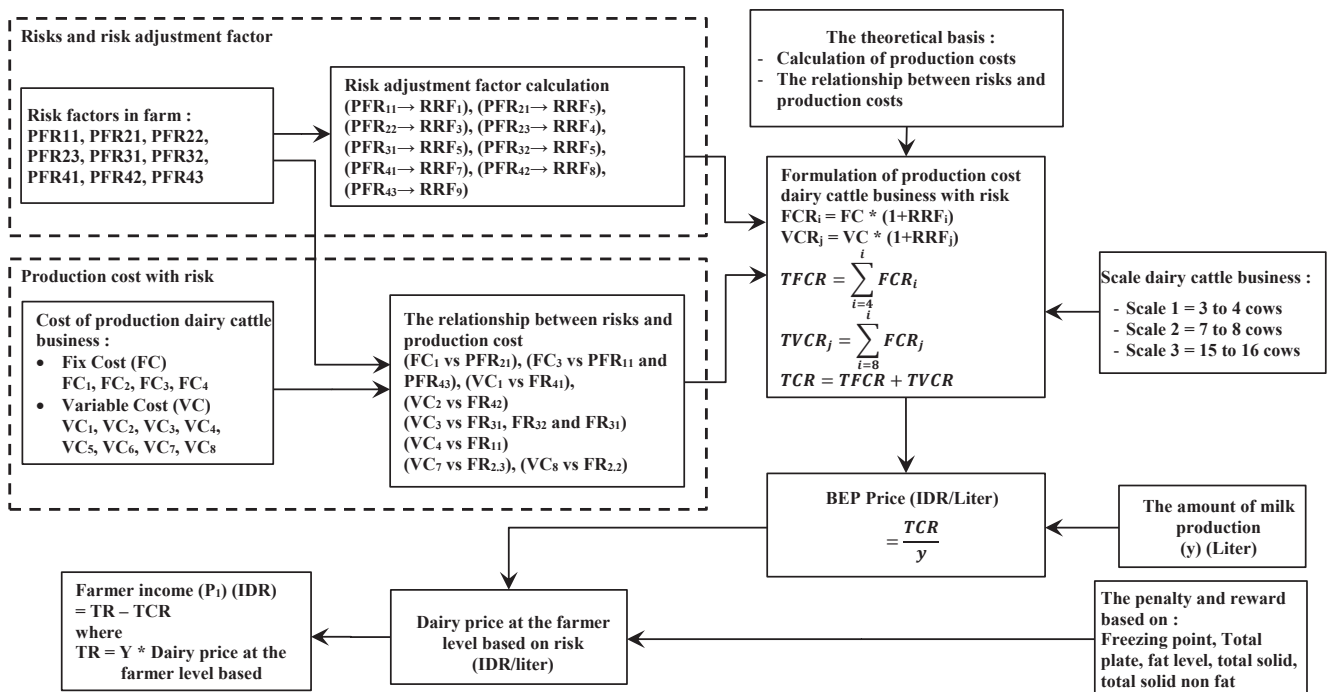 Risks and risk adjustment factor
Risk factors in farm :
PFR11, PFR21, PFR22,
PFR23, PFR31, PFR32,
PFR41, PFR42, PFR43
Risk adjustment factor calculation
(PFR₁₁→ RRF₁), (PFR₂₁→ RRF₅),
(PFR₂₂→ RRF₃), (PFR₂₃→ RRF₄),
(PFR₃₁→ RRF₅), (PFR₃₂→ RRF₅),
(PFR₄₁→ RRF₇), (PFR₄₂→ RRF₈),
(PFR₄₃→ RRF₉)
The theoretical basis :
- Calculation of production costs
- The relationship between risks and
production costs
Formulation of production cost
dairy cattle business with risk
FCRᵢ = FC * (1+RRFᵢ)
VCRⱼ = VC * (1+RRFⱼ)
TFCR = ∑ᵢ₌₄ⁱ FCRᵢ
TVCRⱼ = ∑ᵢ₌₈ⁱ FCRⱼ
TCR = TFCR + TVCR
Scale dairy cattle business :
- Scale 1 = 3 to 4 cows
- Scale 2 = 7 to 8 cows
- Scale 3 = 15 to 16 cows
Production cost with risk
Cost of production dairy cattle
business :
• Fix Cost (FC)
FC₁, FC₂, FC₃, FC₄
• Variable Cost (VC)
VC₁, VC₂, VC₃, VC₄,
VC₅, VC₆, VC₇, VC₈
The relationship between risks and
production cost
(FC₁ vs PFR₂₁), (FC₃ vs PFR₁₁ and
PFR₄₃), (VC₁ vs FR₄₁),
(VC₂ vs FR₄₂)
(VC₃ vs FR₃₁, FR₃₂ and FR₃₁)
(VC₄ vs FR₁₁)
(VC₇ vs FR₂.₃), (VC₈ vs FR₂.₂)
BEP Price (IDR/Liter)
= TCR/y
The amount of milk
production
(y) (Liter)
Farmer income (P₁) (IDR)
= TR – TCR
where
TR = Y * Dairy price at the
farmer level based
Dairy price at the farmer
level based on risk
(IDR/liter)
The penalty and reward
based on :
Freezing point, Total
plate, fat level, total solid,
total solid non fat